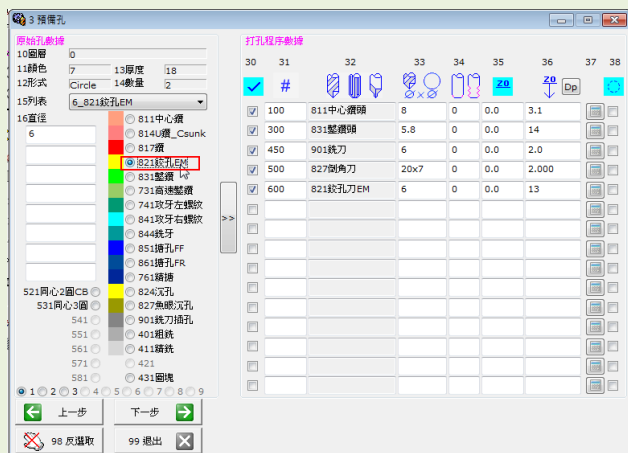 3 預備孔
原始孔數據
10圖層 0
11顏色 7 13厚度 18
12形式 Circle 14數量 2
15列表 6_821鉸孔EM
16直徑
6
811中心鑽
814U鑽_Csunk
817鑽
821鉸孔EM
831鑿鑽
731高速鑿鑽
741攻牙左螺紋
841攻牙右螺紋
844銑牙
851搪孔FF
861搪孔FR
761精搪
521同心2圓CB 824沉孔
531同心3圓 827魚眼沉孔
541 901銑刀插孔
551 401粗銑
561 411精銑
571 421
581 431圈塊
1 2 3 4 5 6 7 8 9
上一步 下一步
98 反選取 99 退出
>>
打孔程序數據
30 31 32 33 34 35 36 37 38
# Ø×Ø Z0 Z0 Dp
100 811中心鑽頭 8 0 0.0 3.1
300 831鑿鑽頭 5.8 0 0.0 14
450 901銑刀 6 0 0.0 2.0
500 827倒角刀 20x7 0 0.0 2.000
600 821鉸孔刀EM 6 0 0.0 13